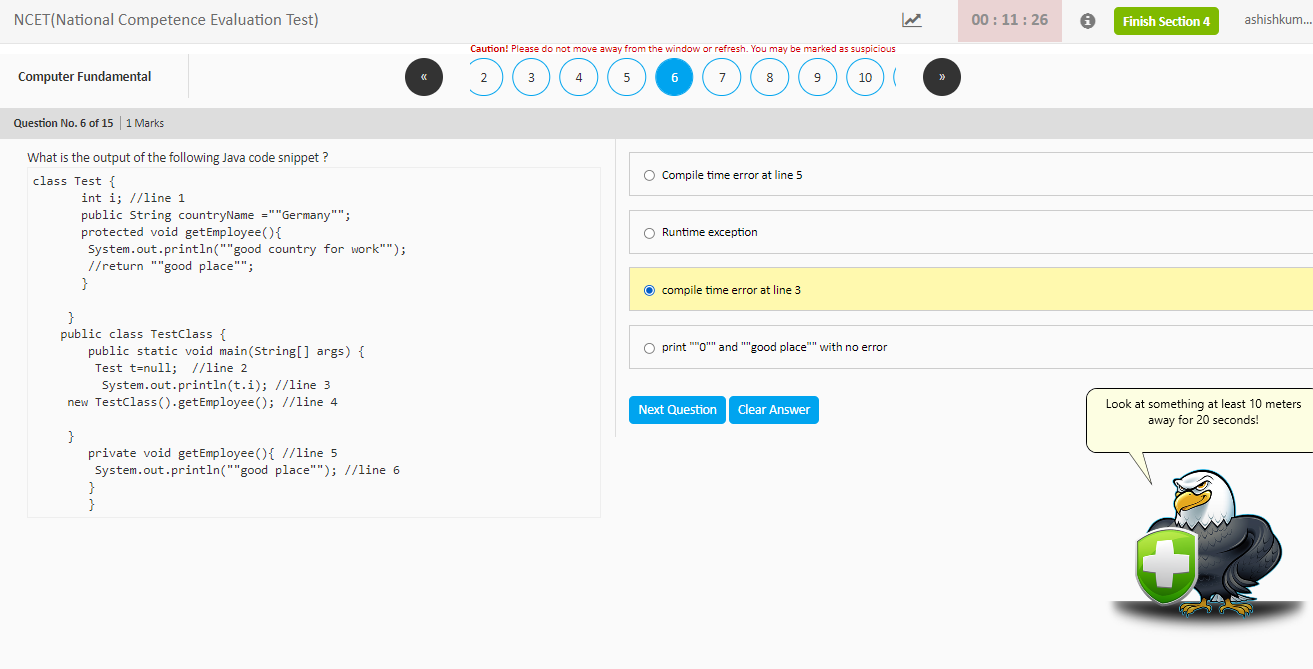 NCET(National Competence Evaluation Test)
00 : 11 : 26
Finish Section 4
ashishkum...
Caution! Please do not move away from the window or refresh. You may be marked as suspicious
Computer Fundamental
« 2 3 4 5 6 7 8 9 10 »
Question No. 6 of 15 | 1 Marks
What is the output of the following Java code snippet ?
class Test {
int i; //line 1
public String countryName =""Germany"";
protected void getEmployee(){
System.out.println(""good country for work"");
//return ""good place"";
}
}
public class TestClass {
public static void main(String[] args) {
Test t=null;  //line 2
System.out.println(t.i); //line 3
new TestClass().getEmployee(); //line 4
}
private void getEmployee(){ //line 5
System.out.println(""good place""); //line 6
}
}
Compile time error at line 5
Runtime exception
compile time error at line 3
print ""0"" and ""good place"" with no error
Next Question
Clear Answer
Look at something at least 10 meters
away for 20 seconds!